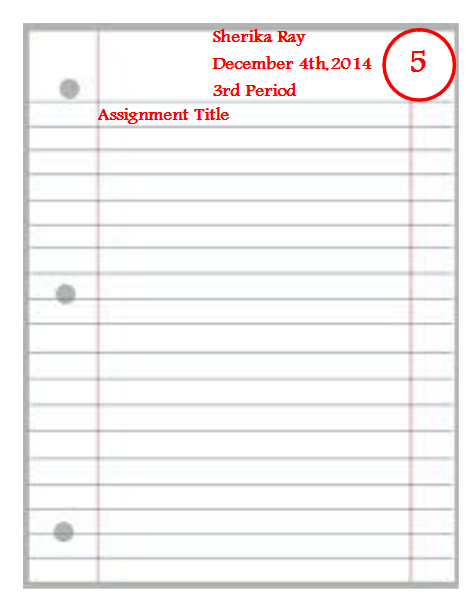 Sherika Ray
December 4th,2014
5
3rd Period
Assignment Title